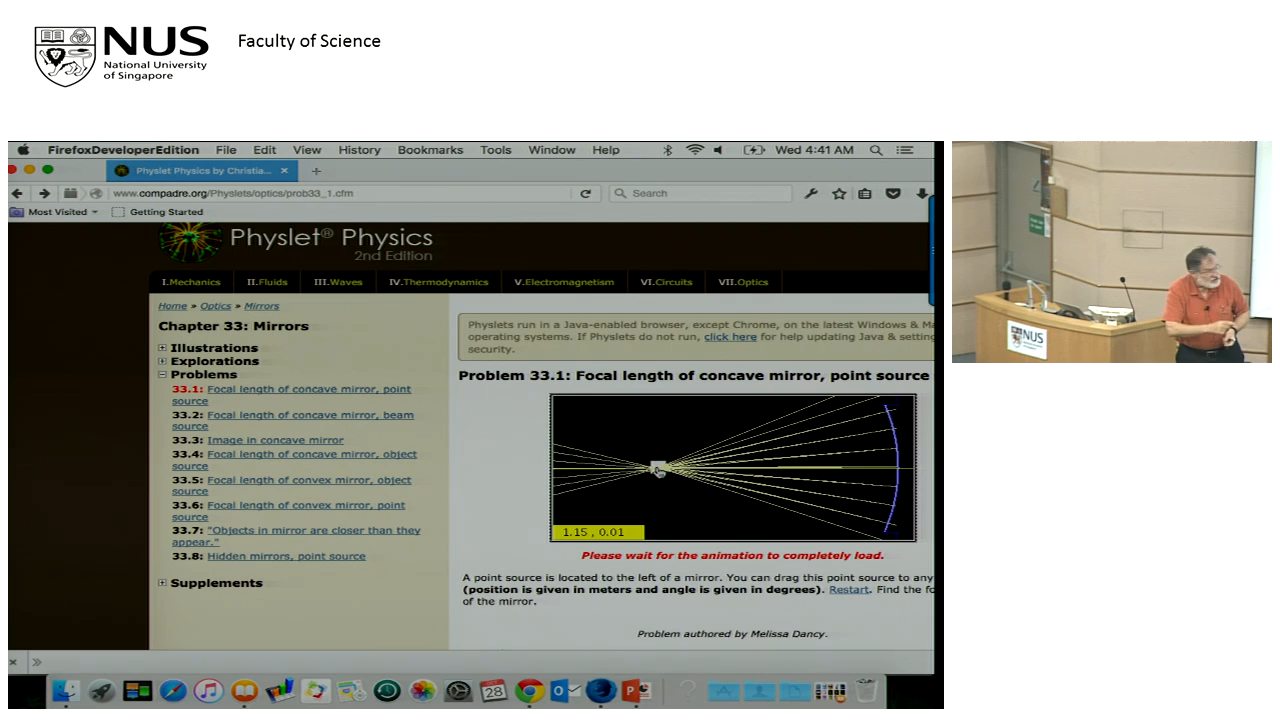 NUS
National University
of Singapore
Faculty of Science
FirefoxDeveloperEdition File Edit View History Bookmarks Tools Window Help Wed 4:41 AM
Physlet Physics by Christia...
www.compadre.org/Physlets/optics/prob33_1.cfm
Search
Most Visited
Getting Started
Physlet® Physics
2nd Edition
I.Mechanics II.Fluids III.Waves IV.Thermodynamics V.Electromagnetism VI.Circuits VII.Optics
Home » Optics » Mirrors
Chapter 33: Mirrors
Illustrations
Explorations
Problems
33.1: Focal length of concave mirror, point
source
33.2: Focal length of concave mirror, beam
source
33.3: Image in concave mirror
33.4: Focal length of concave mirror, object
source
33.5: Focal length of convex mirror, object
source
33.6: Focal length of convex mirror, point
source
33.7: "Objects in mirror are closer than they
appear."
33.8: Hidden mirrors, point source
Supplements
Physlets run in a Java-enabled browser, except Chrome, on the latest Windows & Ma
operating systems. If Physlets do not run, click here for help updating Java & setting
security.
Problem 33.1: Focal length of concave mirror, point source
1.15 , 0.01
Please wait for the animation to completely load.
A point source is located to the left of a mirror. You can drag this point source to any
(position is given in meters and angle is given in degrees). Restart. Find the fo
of the mirror.
Problem authored by Melissa Dancy.
28
NUS